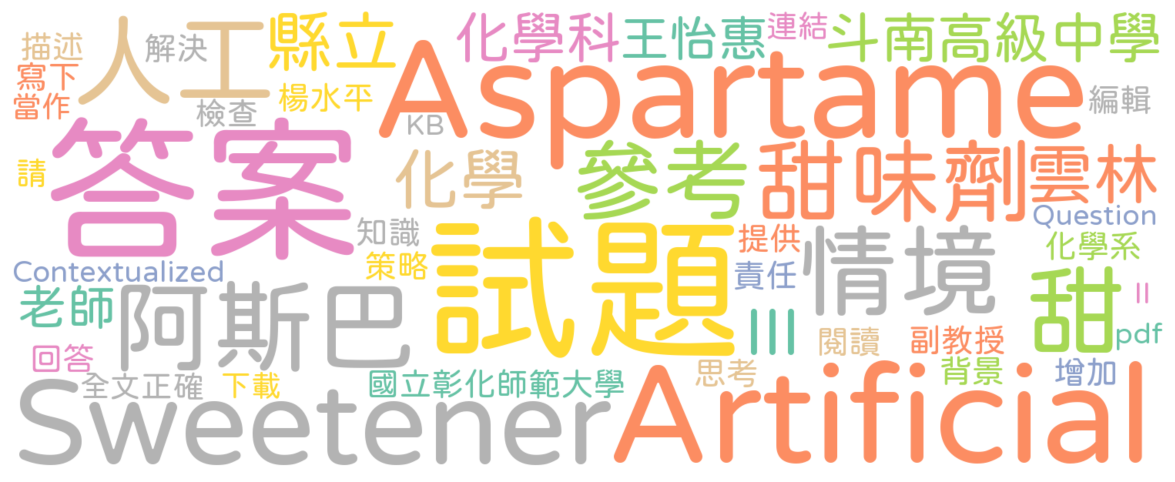 描述
解決
人工
縣立
化學科
王怡惠
連結
斗南高級中學
寫下
當作
檢查
楊水平
KB
Aspartame
編輯
答案
化學
參考
甜味劑
雲林
請
知識
試題
提供
情境
Question
Contextualized
策略
責任
化學系
老師
阿斯巴
III
甜
II
pdf
回答
閱讀
副教授
全文正確
下載
國立彰化師範大學
思考
背景
增加
Sweetener
Artificial